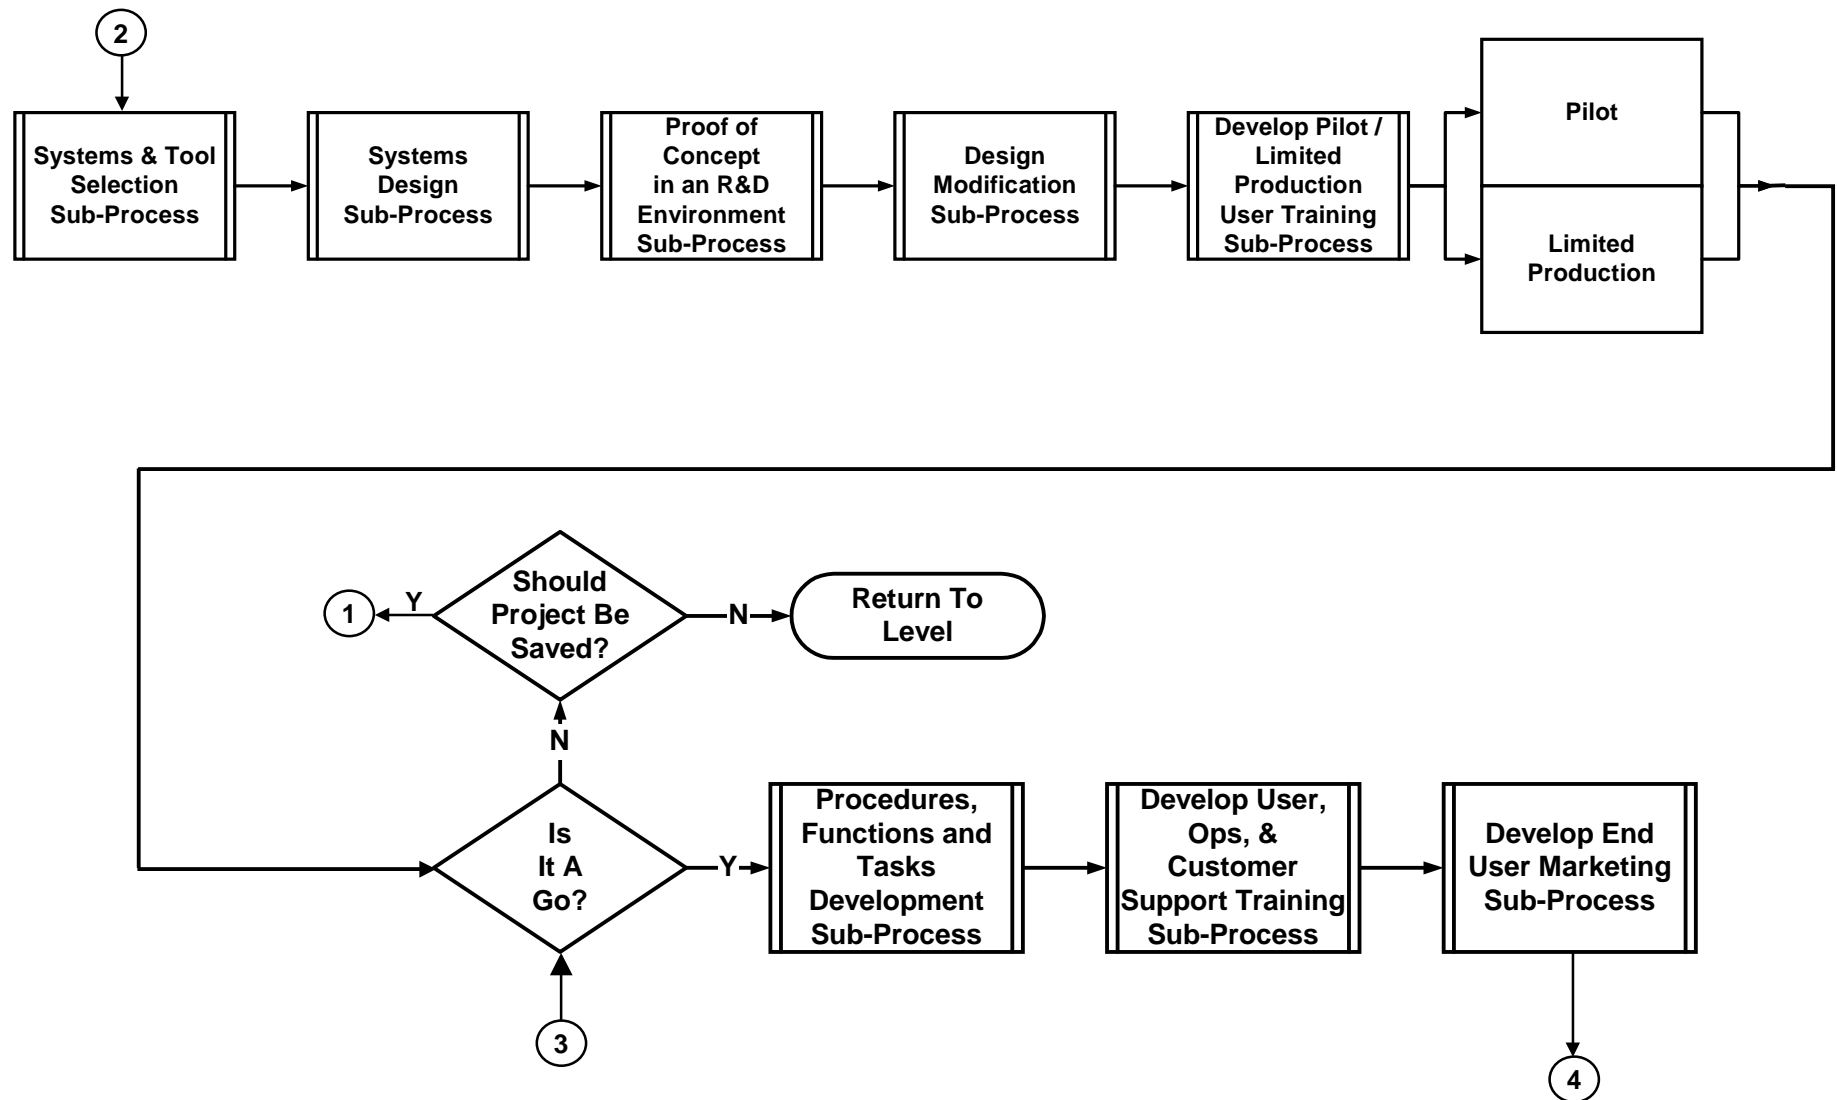 2
Systems & Tool
Selection
Sub-Process
Systems
Design
Sub-Process
Proof of
Concept
in an R&D
Environment
Sub-Process
Design
Modification
Sub-Process
Develop Pilot /
Limited
Production
User Training
Sub-Process
Pilot
Limited
Production
Should
Project Be
Saved?
Y
1
N
Return To
Level
N
Is
It A
Go?
Y
Procedures,
Functions and
Tasks
Development
Sub-Process
Develop User,
Ops, &
Customer
Support Training
Sub-Process
Develop End
User Marketing
Sub-Process
3
4